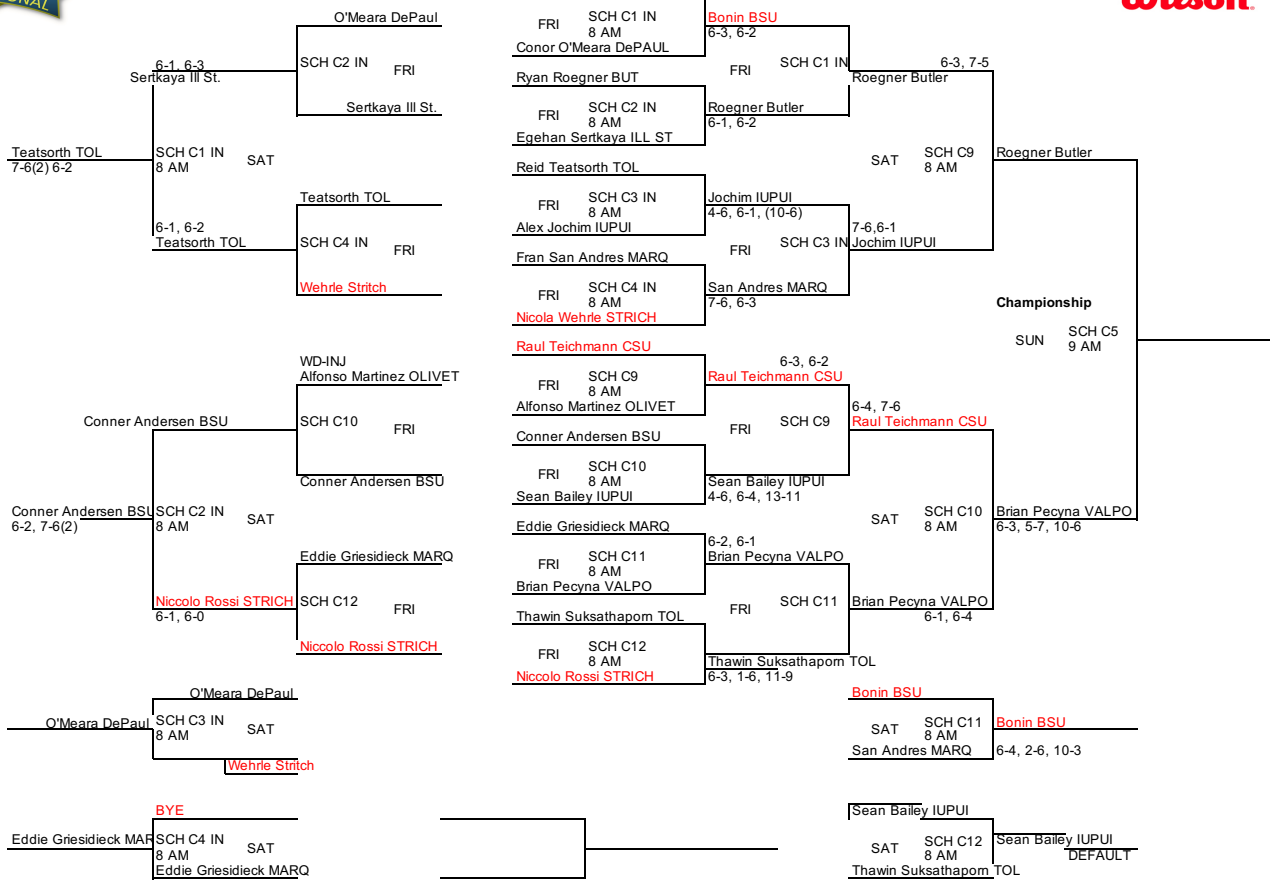 ONAL
Wilson.
O'Meara DePaul
6-1, 6-3
Sertkaya Ill St.
SCH C2 IN
FRI
Sertkaya Ill St.
Teatsorth TOL
7-6(2) 6-2
SCH C1 IN
8 AM
SAT
Teatsorth TOL
6-1, 6-2
Teatsorth TOL
SCH C4 IN
FRI
Wehrle Stritch
WD-INJ
Alfonso Martinez OLIVET
Conner Andersen BSU
SCH C10
FRI
Conner Andersen BSU
Conner Andersen BSU
6-2, 7-6(2)
SCH C2 IN
8 AM
SAT
Eddie Griesidieck MARQ
Niccolo Rossi STRICH
6-1, 6-0
SCH C12
FRI
Niccolo Rossi STRICH
O'Meara DePaul
O'Meara DePaul
SCH C3 IN
8 AM
SAT
Wehrle Stritch
BYE
Eddie Griesidieck MAR
SCH C4 IN
8 AM
SAT
Eddie Griesidieck MARQ
FRI
SCH C1 IN
8 AM
Conor O'Meara DePAUL
Bonin BSU
6-3, 6-2
Ryan Roegner BUT
FRI
SCH C2 IN
8 AM
Egehan Sertkaya ILL ST
Roegner Butler
6-1, 6-2
FRI
SCH C1 IN
Roegner Butler
6-3, 7-5
Reid Teatsorth TOL
FRI
SCH C3 IN
8 AM
Alex Jochim IUPUI
Jochim IUPUI
4-6, 6-1, (10-6)
Fran San Andres MARQ
FRI
SCH C4 IN
8 AM
Nicola Wehrle STRICH
San Andres MARQ
7-6, 6-3
FRI
SCH C3 IN
7-6,6-1
Jochim IUPUI
SAT
SCH C9
8 AM
Roegner Butler
Championship
SUN
SCH C5
9 AM
Raul Teichmann CSU
FRI
SCH C9
8 AM
Alfonso Martinez OLIVET
6-3, 6-2
Raul Teichmann CSU
Conner Andersen BSU
FRI
SCH C10
8 AM
Sean Bailey IUPUI
Sean Bailey IUPUI
4-6, 6-4, 13-11
FRI
SCH C9
6-4, 7-6
Raul Teichmann CSU
Eddie Griesidieck MARQ
FRI
SCH C11
8 AM
Brian Pecyna VALPO
6-2, 6-1
Brian Pecyna VALPO
Thawin Suksathaporn TOL
FRI
SCH C12
8 AM
Niccolo Rossi STRICH
Thawin Suksathaporn TOL
6-3, 1-6, 11-9
FRI
SCH C11
Brian Pecyna VALPO
6-1, 6-4
SAT
SCH C10
8 AM
Brian Pecyna VALPO
6-3, 5-7, 10-6
Bonin BSU
SAT
SCH C11
8 AM
San Andres MARQ
Bonin BSU
6-4, 2-6, 10-3
Sean Bailey IUPUI
SAT
SCH C12
8 AM
Thawin Suksathaporn TOL
Sean Bailey IUPUI
DEFAULT